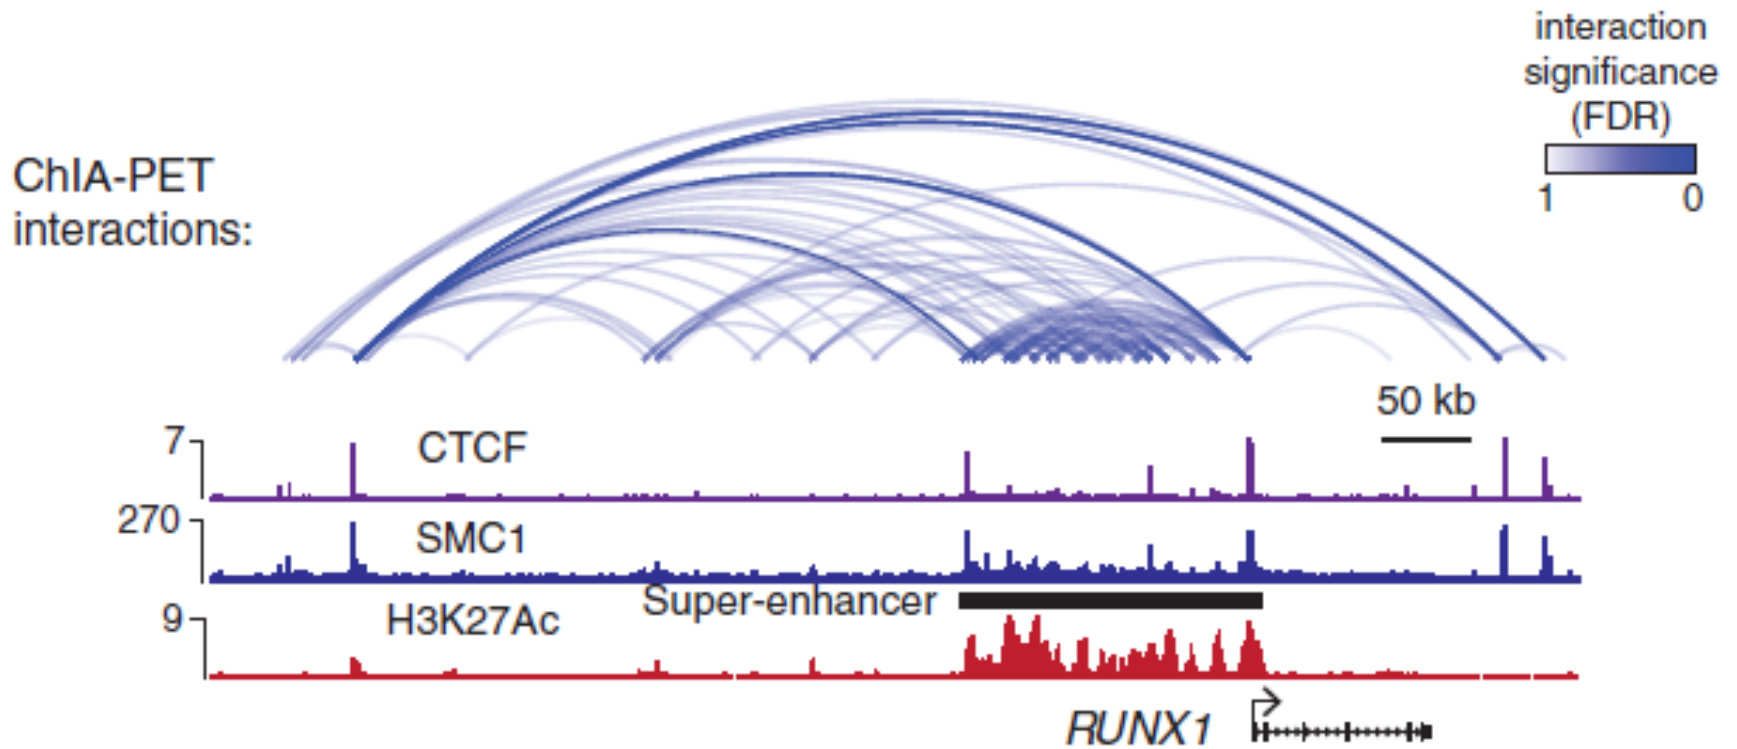 interaction
significance
(FDR)
1 0
ChIA-PET
interactions:
50 kb
7
CTCF
270
SMC1
Super-enhancer
9
H3K27Ac
RUNX1